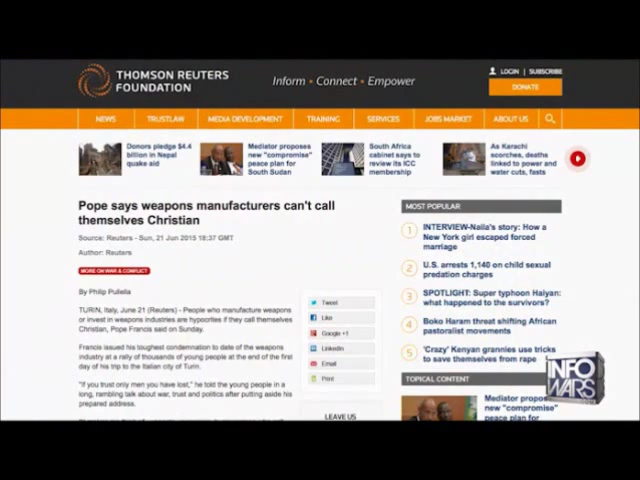 THOMSON REUTERS
FOUNDATION
Inform • Connect • Empower
LOGIN | SUBSCRIBE
DONATE
NEWS TRUSTLAW MEDIA DEVELOPMENT TRAINING SERVICES JOBS MARKET ABOUT US
Donors pledge $4.4
billion in Nepal
quake aid
Mediator proposes
new "compromise"
peace plan for
South Sudan
South Africa
cabinet says to
review its ICC
membership
As Karachi
scorches, deaths
linked to power and
water cuts, fasts
Pope says weapons manufacturers can't call
themselves Christian
Source: Reuters - Sun, 21 Jun 2015 18:37 GMT
Author: Reuters
MORE ON WAR & CONFLICT
By Philip Pullella
TURIN, Italy, June 21 (Reuters) - People who manufacture weapons
or invest in weapons industries are hypocrites if they call themselves
Christian, Pope Francis said on Sunday.
Francis issued his toughest condemnation to date of the weapons
industry at a rally of thousands of young people at the end of the first
day of his trip to the Italian city of Turin.
"If you trust only men you have lost," he told the young people in a
long, rambling talk about war, trust and politics after putting aside his
prepared address.
Tweet
Like
Google +1
LinkedIn
Email
Print
LEAVE US
MOST POPULAR
1 INTERVIEW-Naila's story: How a
New York girl escaped forced
marriage
2 U.S. arrests 1,140 on child sexual
predation charges
3 SPOTLIGHT: Super typhoon Haiyan:
what happened to the survivors?
4 Boko Haram threat shifting African
pastoralist movements
5 'Crazy' Kenyan grannies use tricks
to save themselves from rape
TOPICAL CONTENT
Mediator proposes
new "compromise"
peace plan for
INFO
WARS